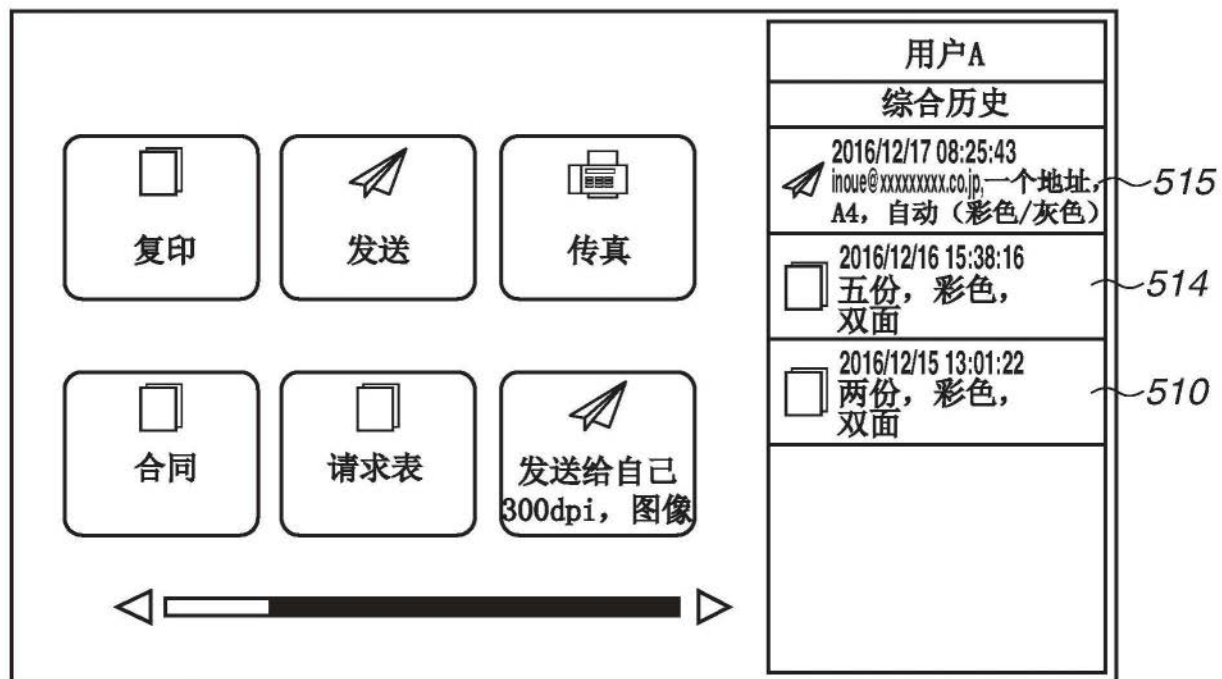 用户A
综合历史
2016/12/17 08:25:43
inoue@xxxxxxxxx.co.jp,一个地址，
A4, 自动（彩色/灰色）
515
2016/12/16 15:38:16
五份，彩色，
双面
514
2016/12/15 13:01:22
两份，彩色，
双面
510
复印
发送
传真
合同
请求表
发送给自己
300dpi, 图像